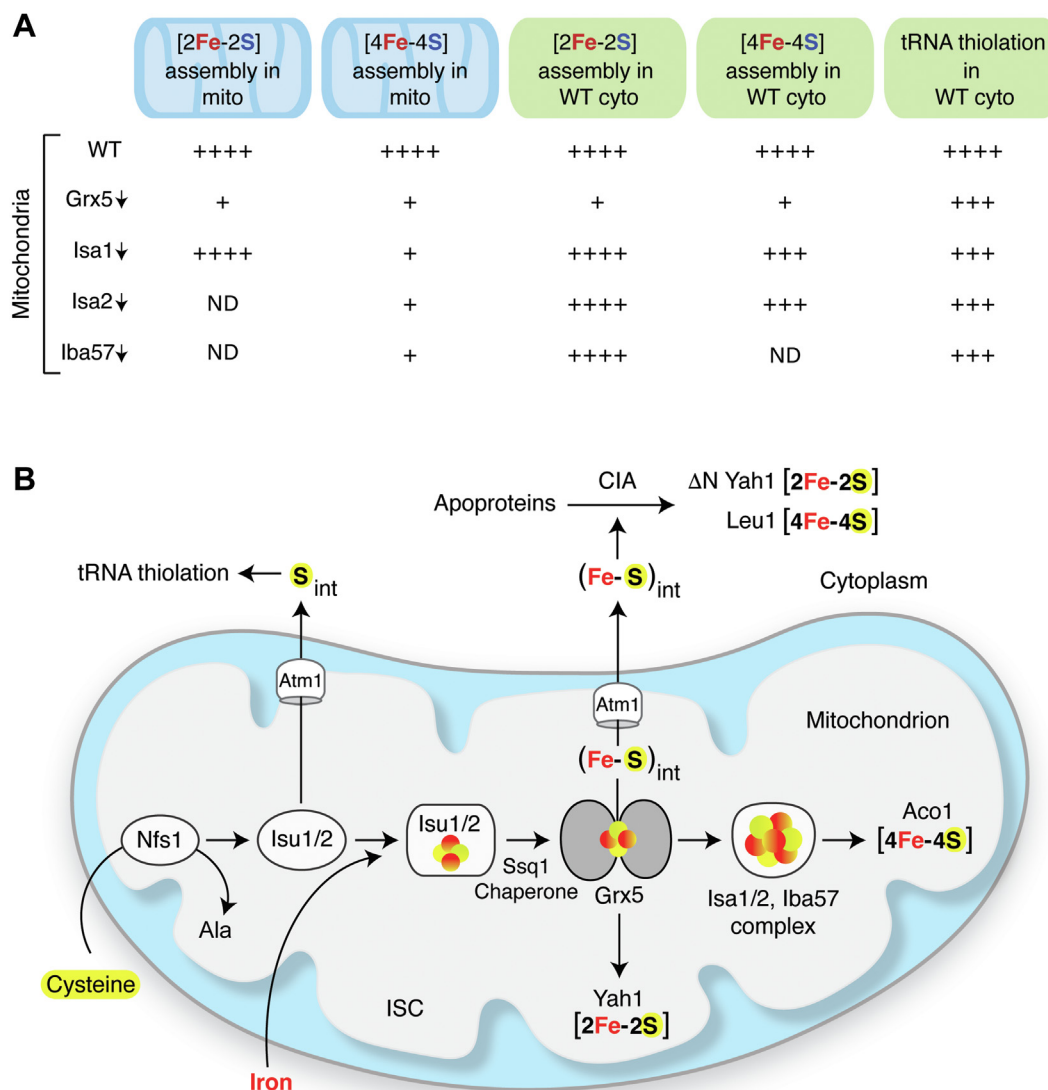 A
[2Fe-2S]
assembly in
mito
[4Fe-4S]
assembly in
mito
[2Fe-2S]
assembly in
WT cyto
[4Fe-4S]
assembly in
WT cyto
tRNA thiolation
in
WT cyto
Mitochondria
WT ++++ ++++ ++++ ++++ ++++
Grx5↓ + + + + +++
Isa1↓ ++++ + ++++ +++ +++
Isa2↓ ND + ++++ +++ +++
Iba57↓ ND + ++++ ND +++
B
Apoproteins
CIA
ΔN Yah1 [2Fe-2S]
Leu1 [4Fe-4S]
tRNA thiolation
S int
(Fe-S)int
Cytoplasm
Atm1
Atm1
Mitochondrion
(Fe-S)int
Nfs1
Isu1/2
Isu1/2
Ssq1
Chaperone
Grx5
Isa1/2, Iba57
complex
Aco1
[4Fe-4S]
Ala
Cysteine
ISC
Yah1
[2Fe-2S]
Iron